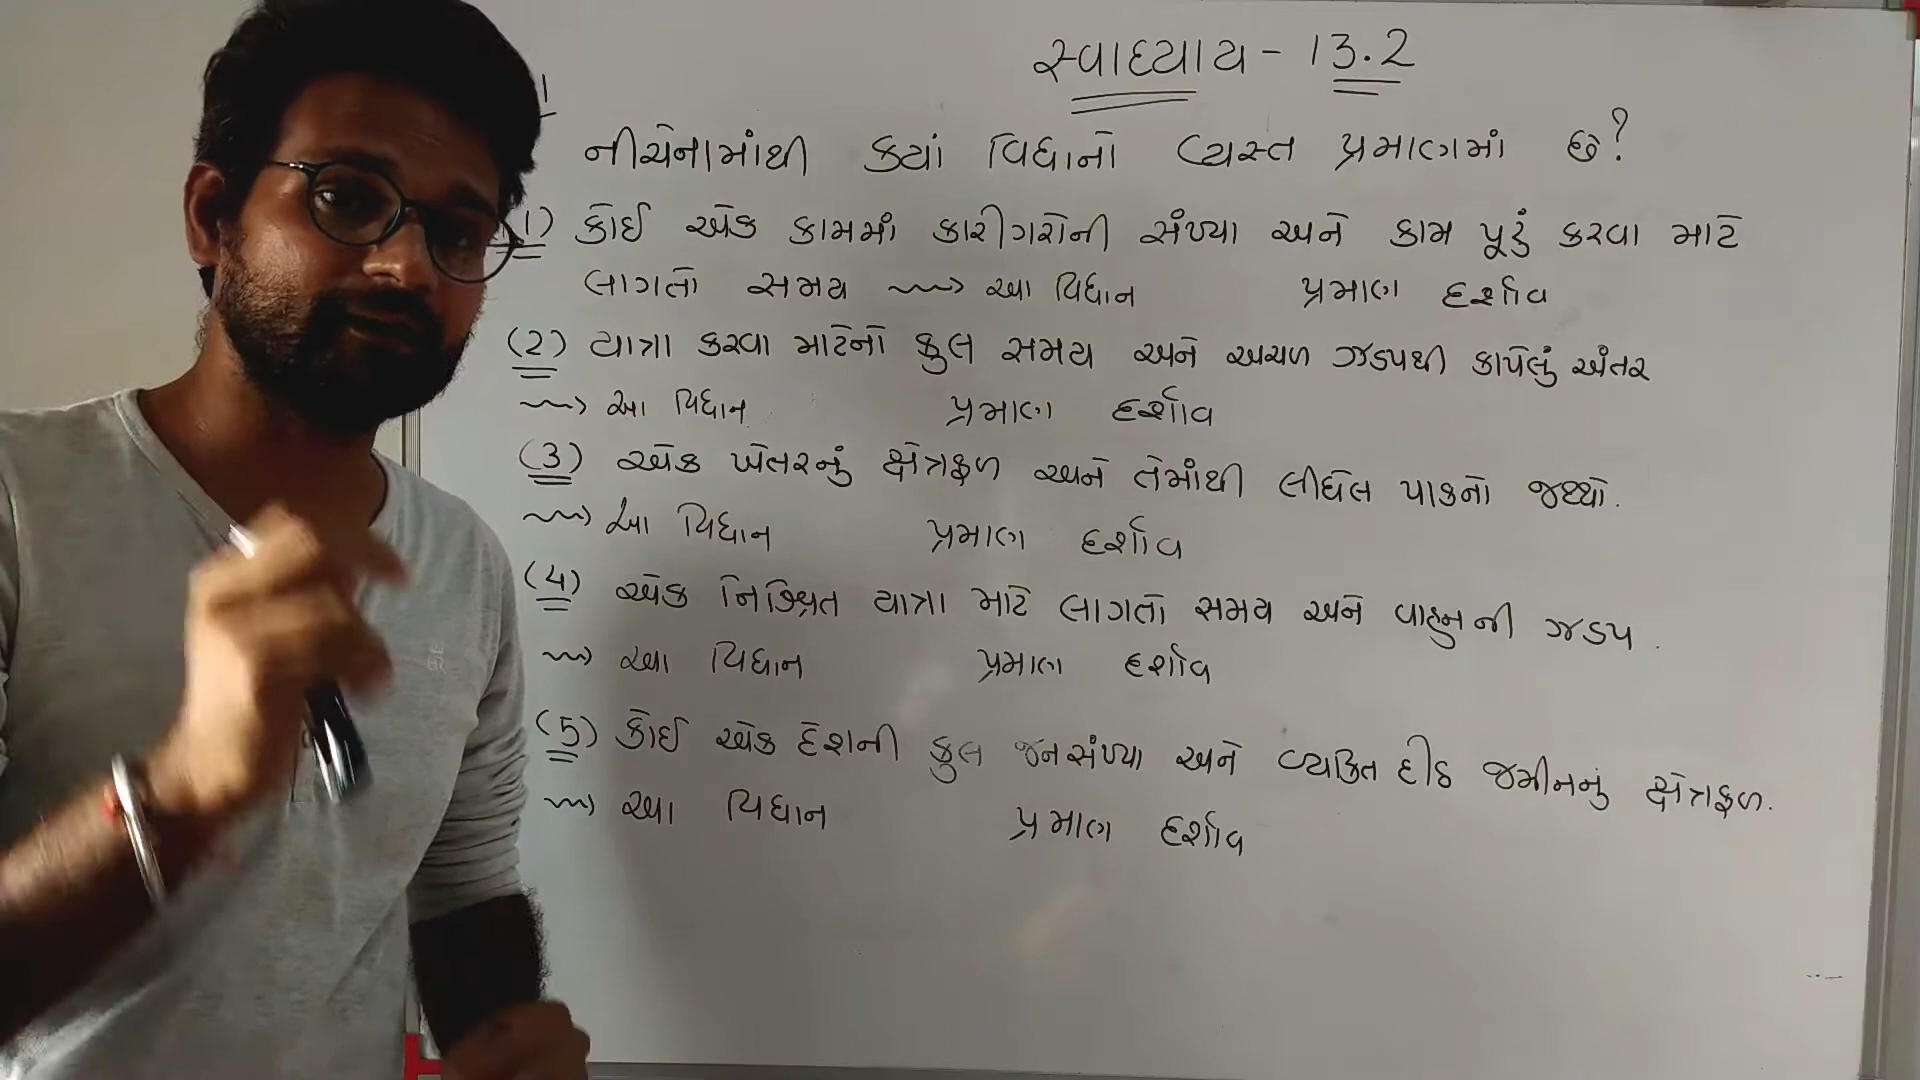 સ્વાધ્યાય - 13.2
1
નીચેનામાંથી કયાં વિધાનો વ્યસ્ત પ્રમાણમાં છે?
(1) કોઈ એક કામમાં કારીગરોની સંખ્યા અને કામ પૂરું કરવા માટે
લાગતો સમય → આ વિધાન પ્રમાણ દર્શાવે
(2) યાત્રા કરવા માટેનો કુલ સમય અને અચળ ઝડપથી કાપેલું અંતર
→ આ વિધાન પ્રમાણ દર્શાવે
(3) એક ખેતરનું ક્ષેત્રફળ અને તેમાંથી લીધેલ પાકનો જથ્થો.
→ આ વિધાન પ્રમાણ દર્શાવે
(4) એક નિશ્ચિત યાત્રા માટે લાગતો સમય અને વાહનની ઝડપ.
→ આ વિધાન પ્રમાણ દર્શાવે
(5) કોઈ એક દેશની કુલ જનસંખ્યા અને વ્યક્તિ દીઠ જમીનનું ક્ષેત્રફળ.
→ આ વિધાન પ્રમાણ દર્શાવે